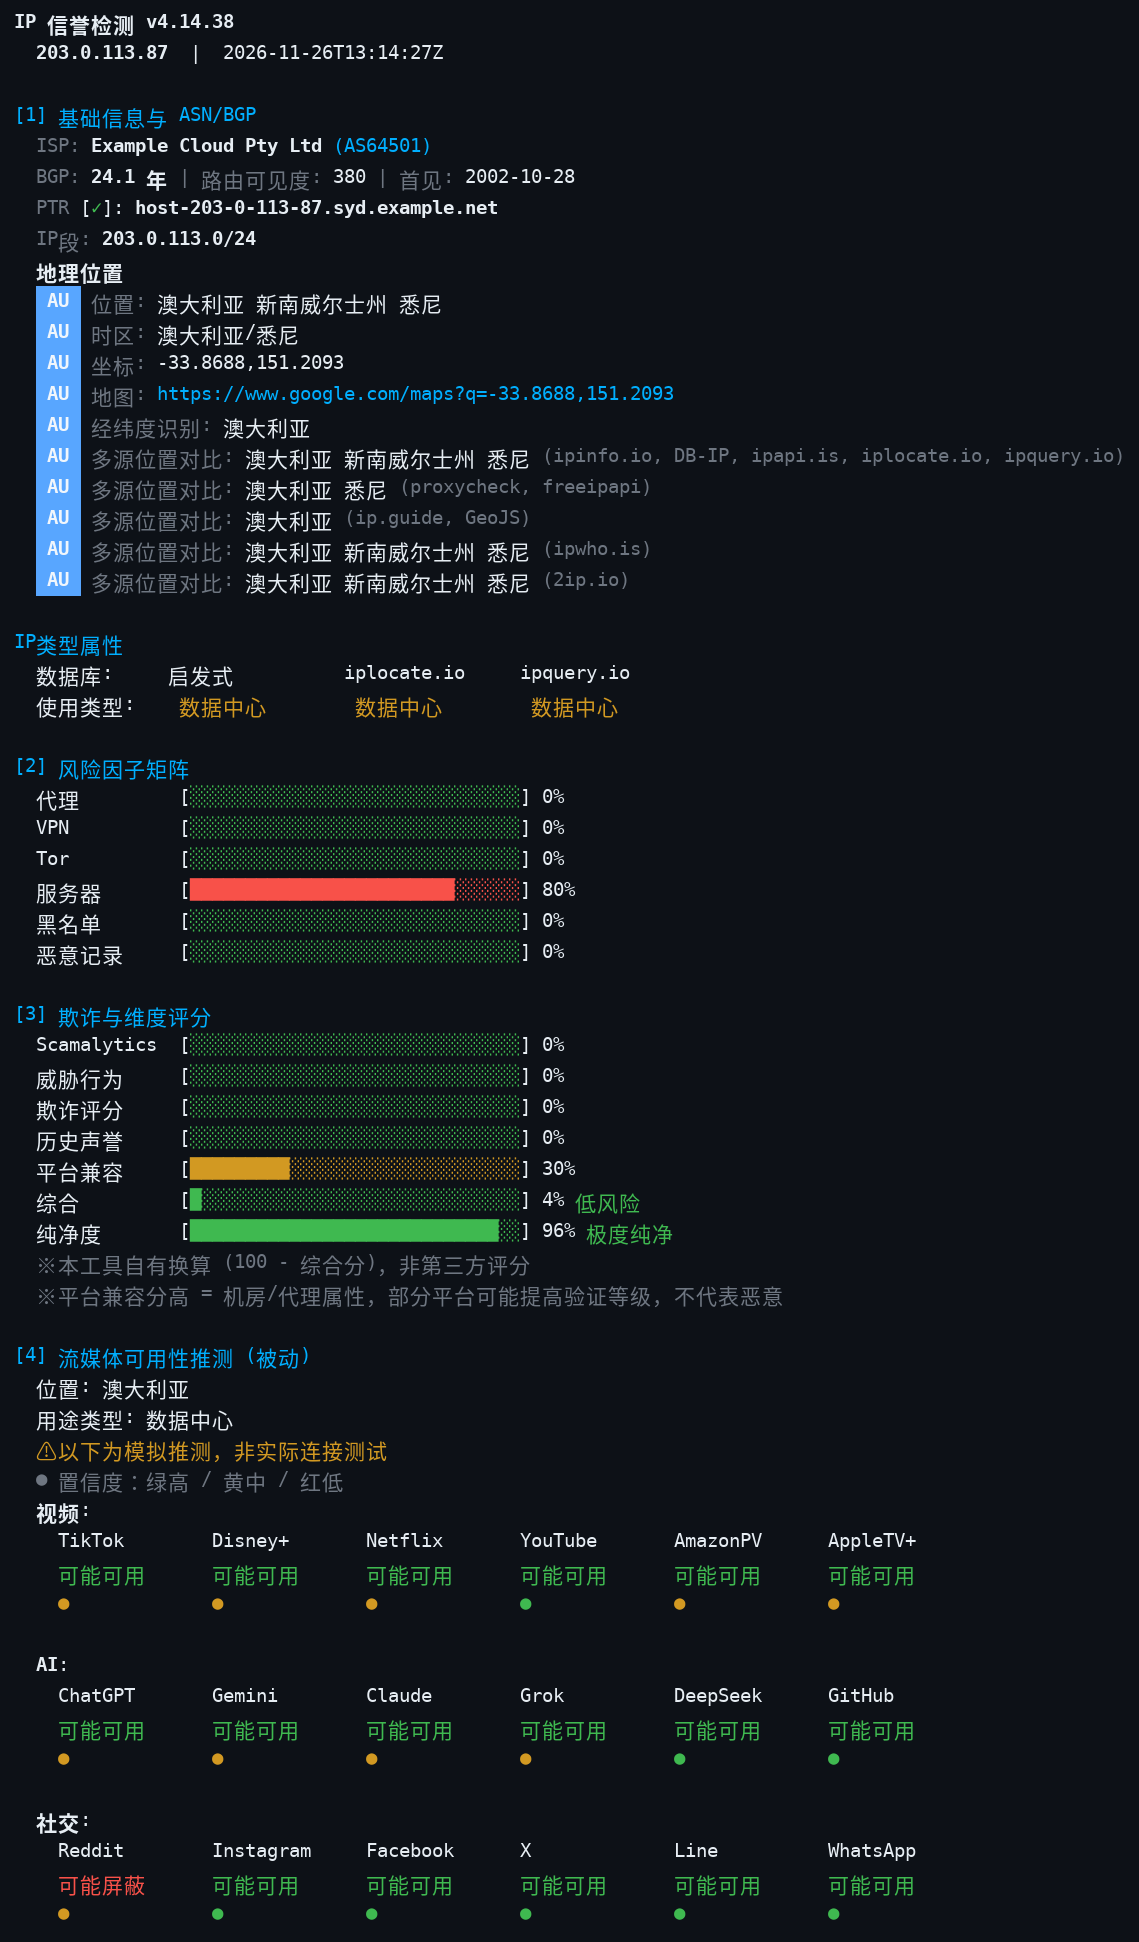 IP 信誉检测 v4.14.38
203.0.113.87 | 2026-11-26T13:14:27Z
[1] 基础信息与 ASN/BGP
ISP: Example Cloud Pty Ltd (AS64501)
BGP: 24.1 年 | 路由可见度: 380 | 首见: 2002-10-28
PTR [✓]: host-203-0-113-87.syd.example.net
IP段: 203.0.113.0/24
地理位置
AU 位置: 澳大利亚 新南威尔士州 悉尼
AU 时区: 澳大利亚/悉尼
AU 坐标: -33.8688,151.2093
AU 地图: https://www.google.com/maps?q=-33.8688,151.2093
AU 经纬度识别: 澳大利亚
AU 多源位置对比: 澳大利亚 新南威尔士州 悉尼 (ipinfo.io, DB-IP, ipapi.is, iplocate.io, ipquery.io)
AU 多源位置对比: 澳大利亚 悉尼 (proxycheck, freeipapi)
AU 多源位置对比: 澳大利亚 (ip.guide, GeoJS)
AU 多源位置对比: 澳大利亚 新南威尔士州 悉尼 (ipwho.is)
AU 多源位置对比: 澳大利亚 新南威尔士州 悉尼 (2ip.io)
IP类型属性
数据库: 启发式 iplocate.io ipquery.io
使用类型: 数据中心 数据中心 数据中心
[2] 风险因子矩阵
代理 [] 0%
VPN [] 0%
Tor [] 0%
服务器 [] 80%
黑名单 [] 0%
恶意记录 [] 0%
[3] 欺诈与维度评分
Scamalytics [] 0%
威胁行为 [] 0%
欺诈评分 [] 0%
历史声誉 [] 0%
平台兼容 [] 30%
综合 [] 4% 低风险
纯净度 [] 96% 极度纯净
※本工具自有换算 (100 - 综合分)，非第三方评分
※平台兼容分高 = 机房/代理属性，部分平台可能提高验证等级，不代表恶意
[4] 流媒体可用性推测 (被动)
位置: 澳大利亚
用途类型: 数据中心
⚠以下为模拟推测，非实际连接测试
● 置信度：绿高 / 黄中 / 红低
视频:
TikTok Disney+ Netflix YouTube AmazonPV AppleTV+
可能可用 可能可用 可能可用 可能可用 可能可用 可能可用
● ● ● ● ● ●
AI:
ChatGPT Gemini Claude Grok DeepSeek GitHub
可能可用 可能可用 可能可用 可能可用 可能可用 可能可用
● ● ● ● ● ●
社交:
Reddit Instagram Facebook X Line WhatsApp
可能屏蔽 可能可用 可能可用 可能可用 可能可用 可能可用
● ● ● ● ● ●